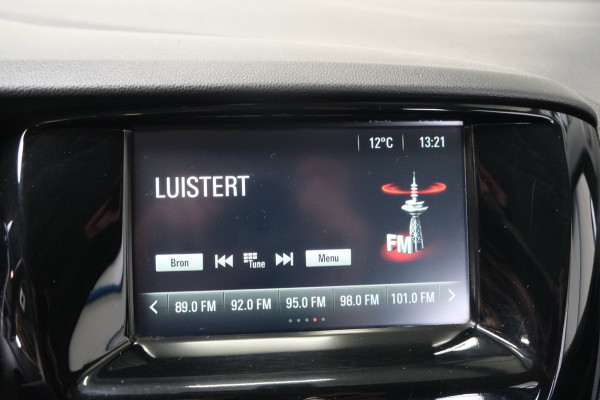 12°C 13:21
LUISTERT
FM
Bron Tune Menu
89.0 FM 92.0 FM 95.0 FM 98.0 FM 101.0 FM